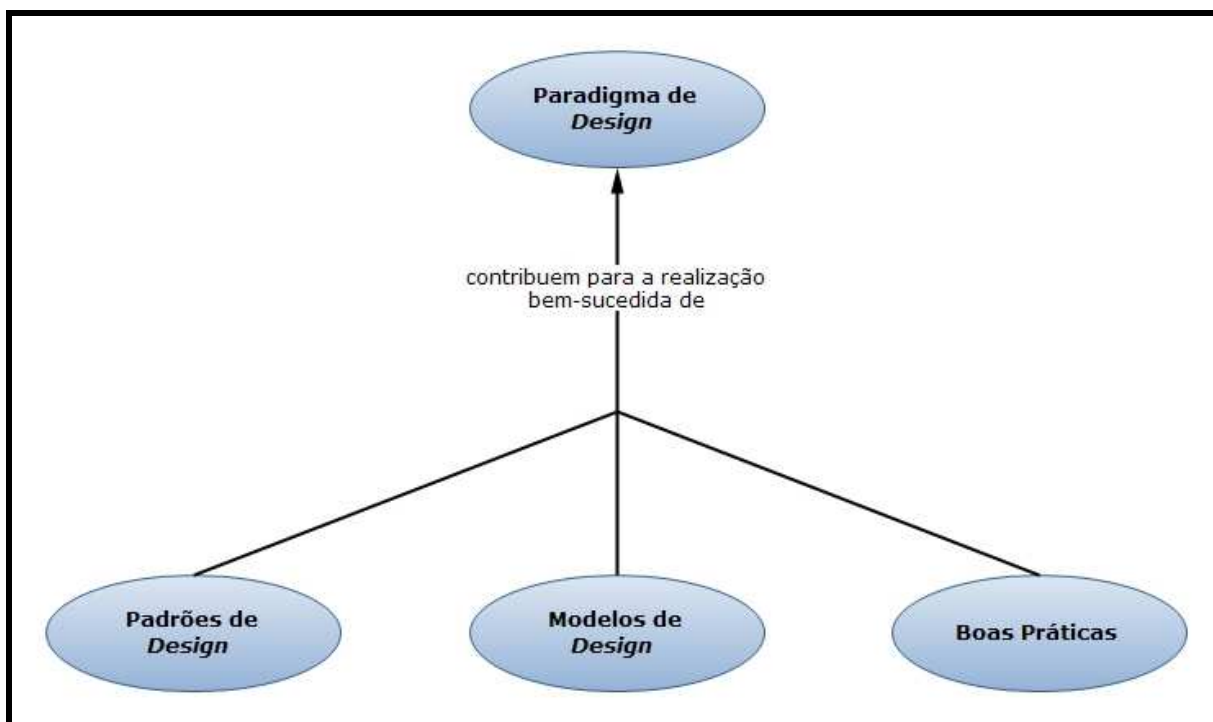 Paradigma de
Design
contribuem para a realização
bem-sucedida de
Padrões de
Design
Modelos de
Design
Boas Práticas